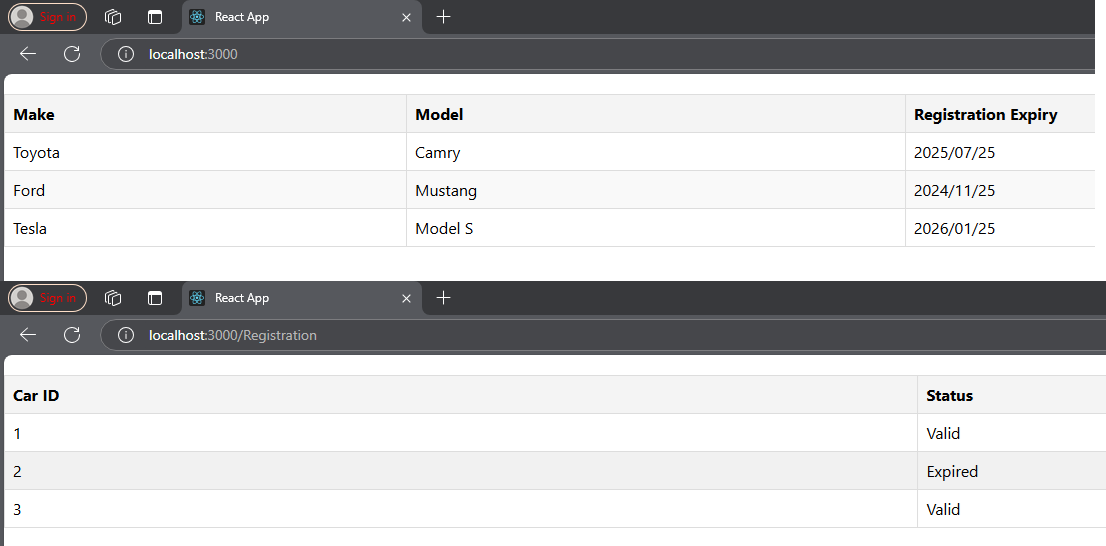 Sign in
React App
localhost:3000
Make Model Registration Expiry
Toyota Camry 2025/07/25
Ford Mustang 2024/11/25
Tesla Model S 2026/01/25
Sign in
React App
localhost:3000/Registration
Car ID Status
1 Valid
2 Expired
3 Valid